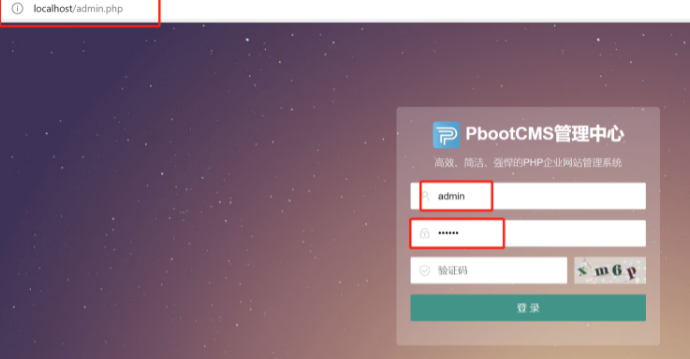 localhost/admin.php
PbootCMS管理中心
高效、简洁、强悍的PHP企业网站管理系统
admin
••••••
验证码
xm6p
登录